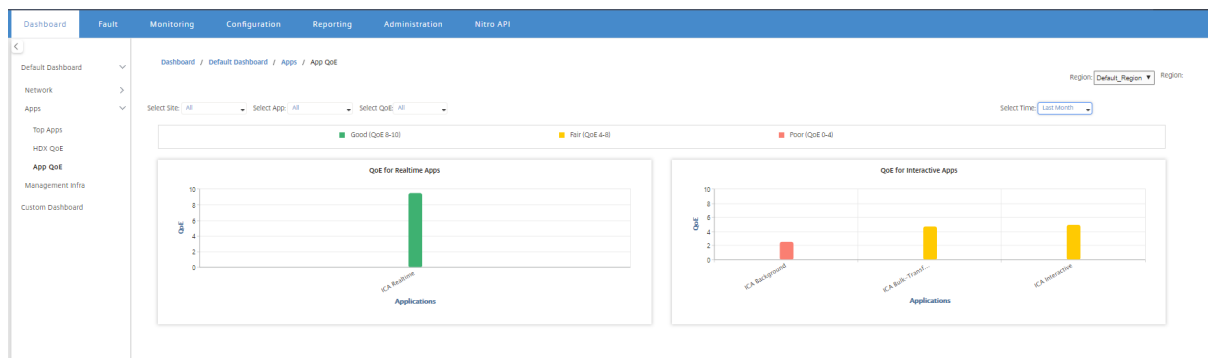 Dashboard Fault Monitoring Configuration Reporting Administration Nitro API
Default Dashboard
Network
Apps
Top Apps
HDX QoE
App QoE
Management Infra
Custom Dashboard
Dashboard / Default Dashboard / Apps / App QoE
Region: Default_Region Region:
Select Site: All Select App: All Select QoE: All Select Time: Last Month
Good (QoE 8-10) Fair (QoE 4-8) Poor (QoE 0-4)
QoE for Realtime Apps
10
8
6
4
2
0
QoE
ICA Realtime
Applications
QoE for Interactive Apps
10
8
6
4
2
0
QoE
ICA Background
ICA Bulk-Transf...
ICA Interactive
Applications